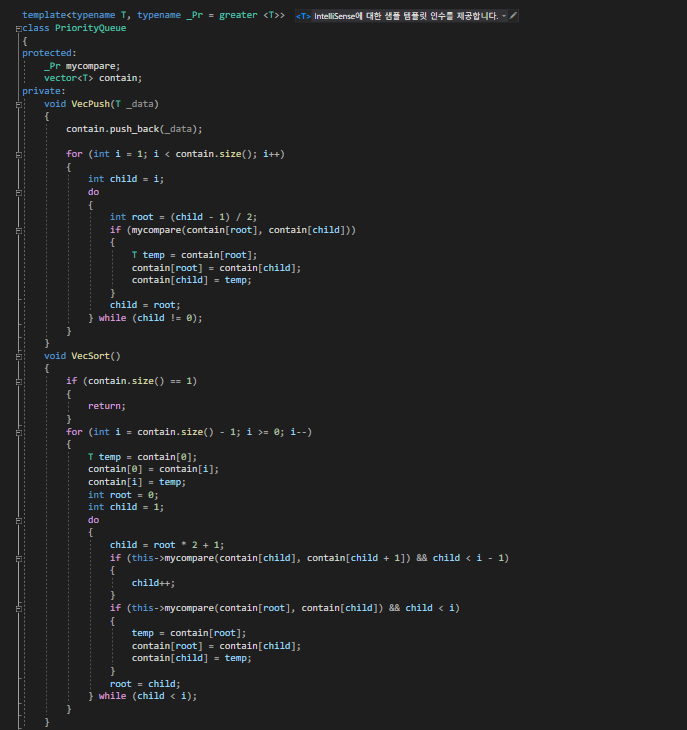 template<typename T, typename _Pr = greater <T>> <T> IntelliSense에 대한 샘플 템플릿 인수를 제공합니다.
class PriorityQueue
{
protected:
    _Pr mycompare;
    vector<T> contain;
private:
    void VecPush(T _data)
    {
        contain.push_back(_data);

        for (int i = 1; i < contain.size(); i++)
        {
            int child = i;
            do
            {
                int root = (child - 1) / 2;
                if (mycompare(contain[root], contain[child]))
                {
                    T temp = contain[root];
                    contain[root] = contain[child];
                    contain[child] = temp;
                }
                child = root;
            } while (child != 0);
        }
    }
    void VecSort()
    {
        if (contain.size() == 1)
        {
            return;
        }
        for (int i = contain.size() - 1; i >= 0; i--)
        {
            T temp = contain[0];
            contain[0] = contain[i];
            contain[i] = temp;
            int root = 0;
            int child = 1;
            do
            {
                child = root * 2 + 1;
                if (this->mycompare(contain[child], contain[child + 1]) && child < i - 1)
                {
                    child++;
                }
                if (this->mycompare(contain[root], contain[child]) && child < i)
                {
                    temp = contain[root];
                    contain[root] = contain[child];
                    contain[child] = temp;
                }
                root = child;
            } while (child < i);
        }
    }